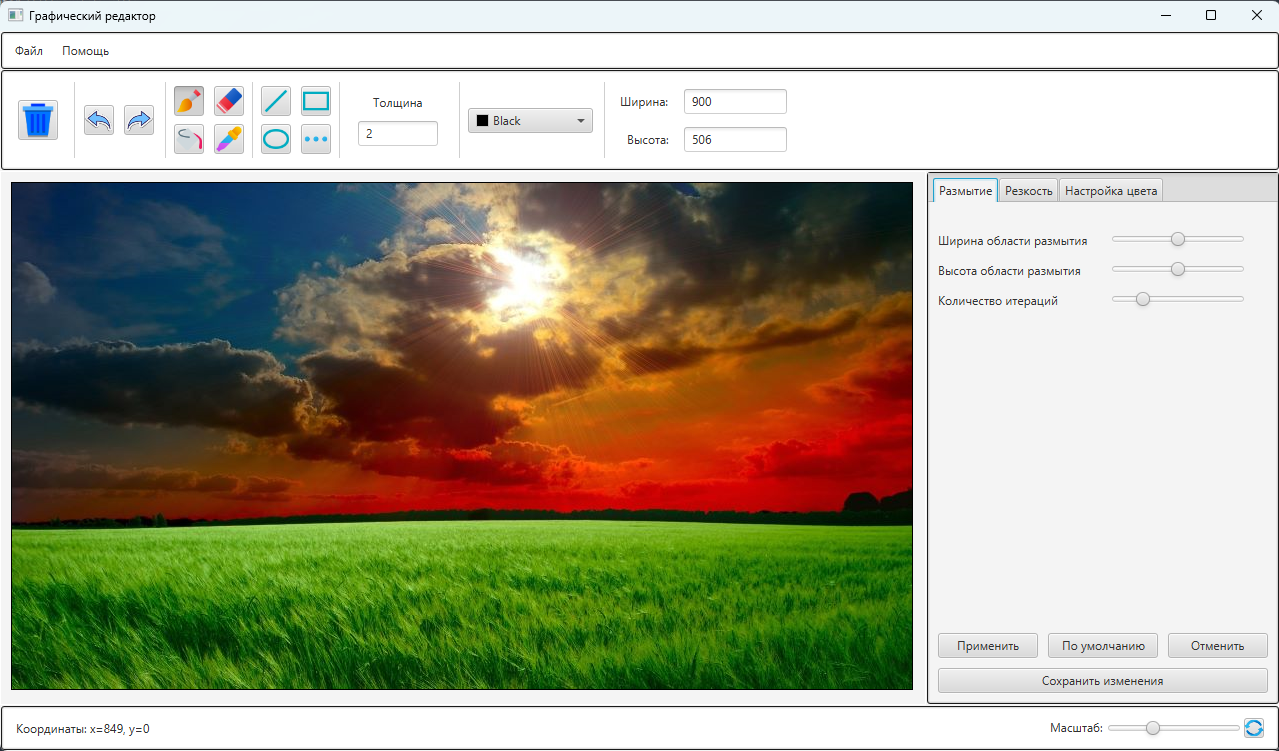 Графический редактор
Файл Помощь
Толщина
2
Black
Ширина: 900
Высота: 506
Размытие Резкость Настройка цвета
Ширина области размытия
Высота области размытия
Количество итераций
Применить По умолчанию Отменить
Сохранить изменения
Координаты: x=849, y=0
Масштаб: